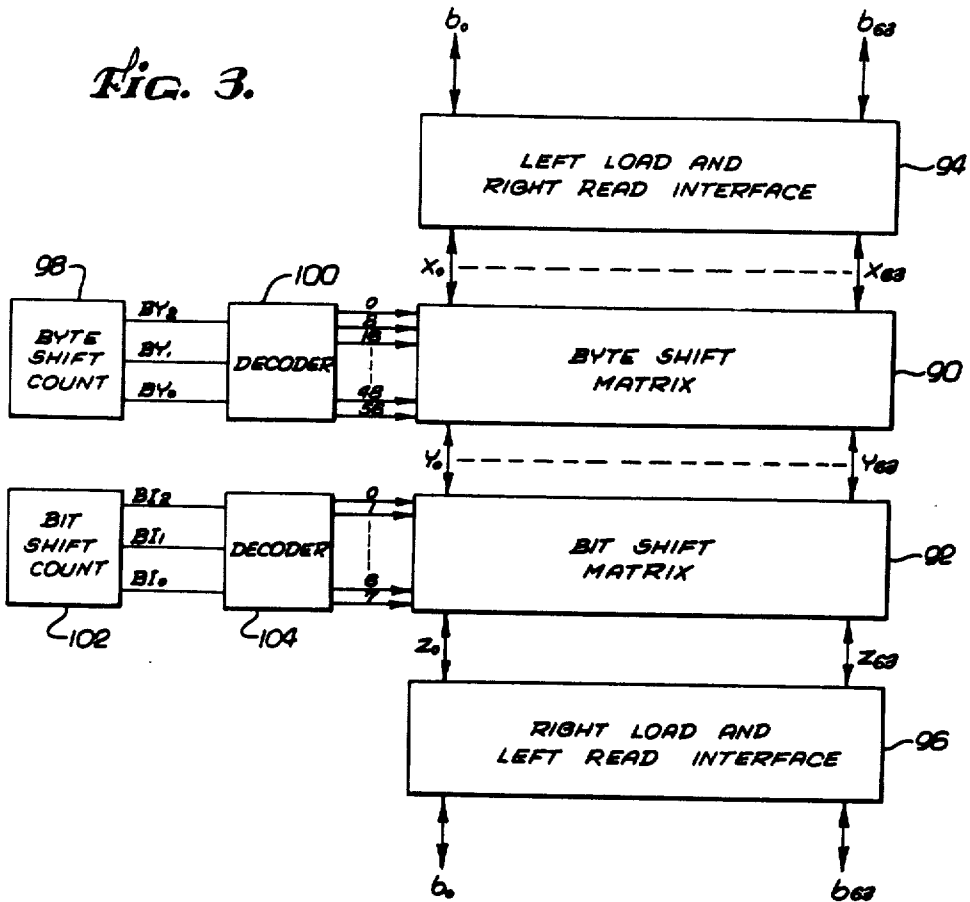 Fig. 3.
b₀ b₆₃
LEFT LOAD AND
RIGHT READ INTERFACE
94
X₀ X₆₃
98
BYTE
SHIFT
COUNT
BY₂
BY₁
BY₀
100
DECODER
0
8
16
48
56
BYTE SHIFT
MATRIX
90
Y₀ Y₆₃
BIT
SHIFT
COUNT
102
BI₂
BI₁
BI₀
DECODER
104
0
1
6
7
BIT SHIFT
MATRIX
92
Z₀ Z₆₃
RIGHT LOAD AND
LEFT READ INTERFACE
96
b₀ b₆₃